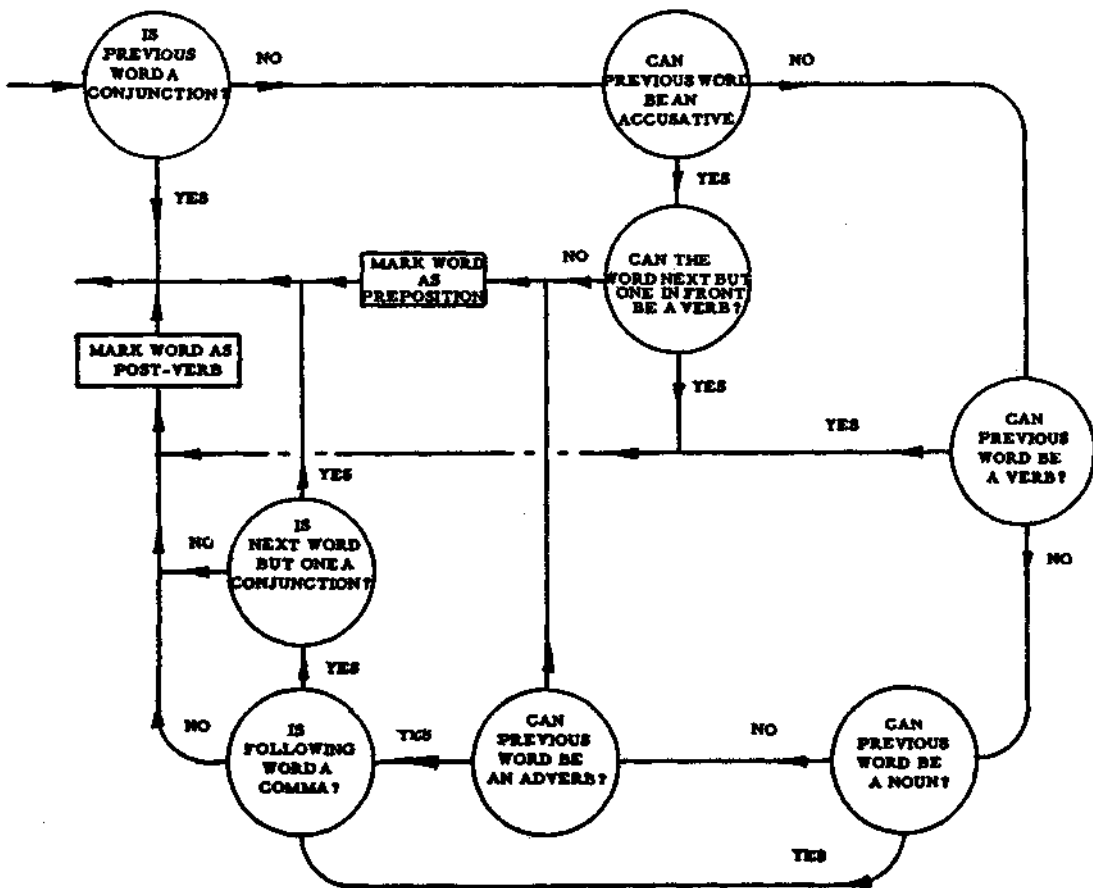 IS
PREVIOUS
WORD A
CONJUNCTION?
NO
CAN
PREVIOUS WORD
BE AN
ACCUSATIVE
NO
YES
YES
MARK WORD
AS
PREPOSITION
NO
CAN THE
WORD NEXT BUT
ONE IN FRONT
BE A VERB?
MARK WORD AS
POST-VERB
YES
YES
CAN
PREVIOUS
WORD BE
A VERB?
YES
IS
NEXT WORD
BUT ONE A
CONJUNCTION?
NO
NO
YES
NO
IS
FOLLOWING
WORD A
COMMA?
YES
CAN
PREVIOUS
WORD BE
AN ADVERB?
NO
CAN
PREVIOUS
WORD BE
A NOUN?
YES